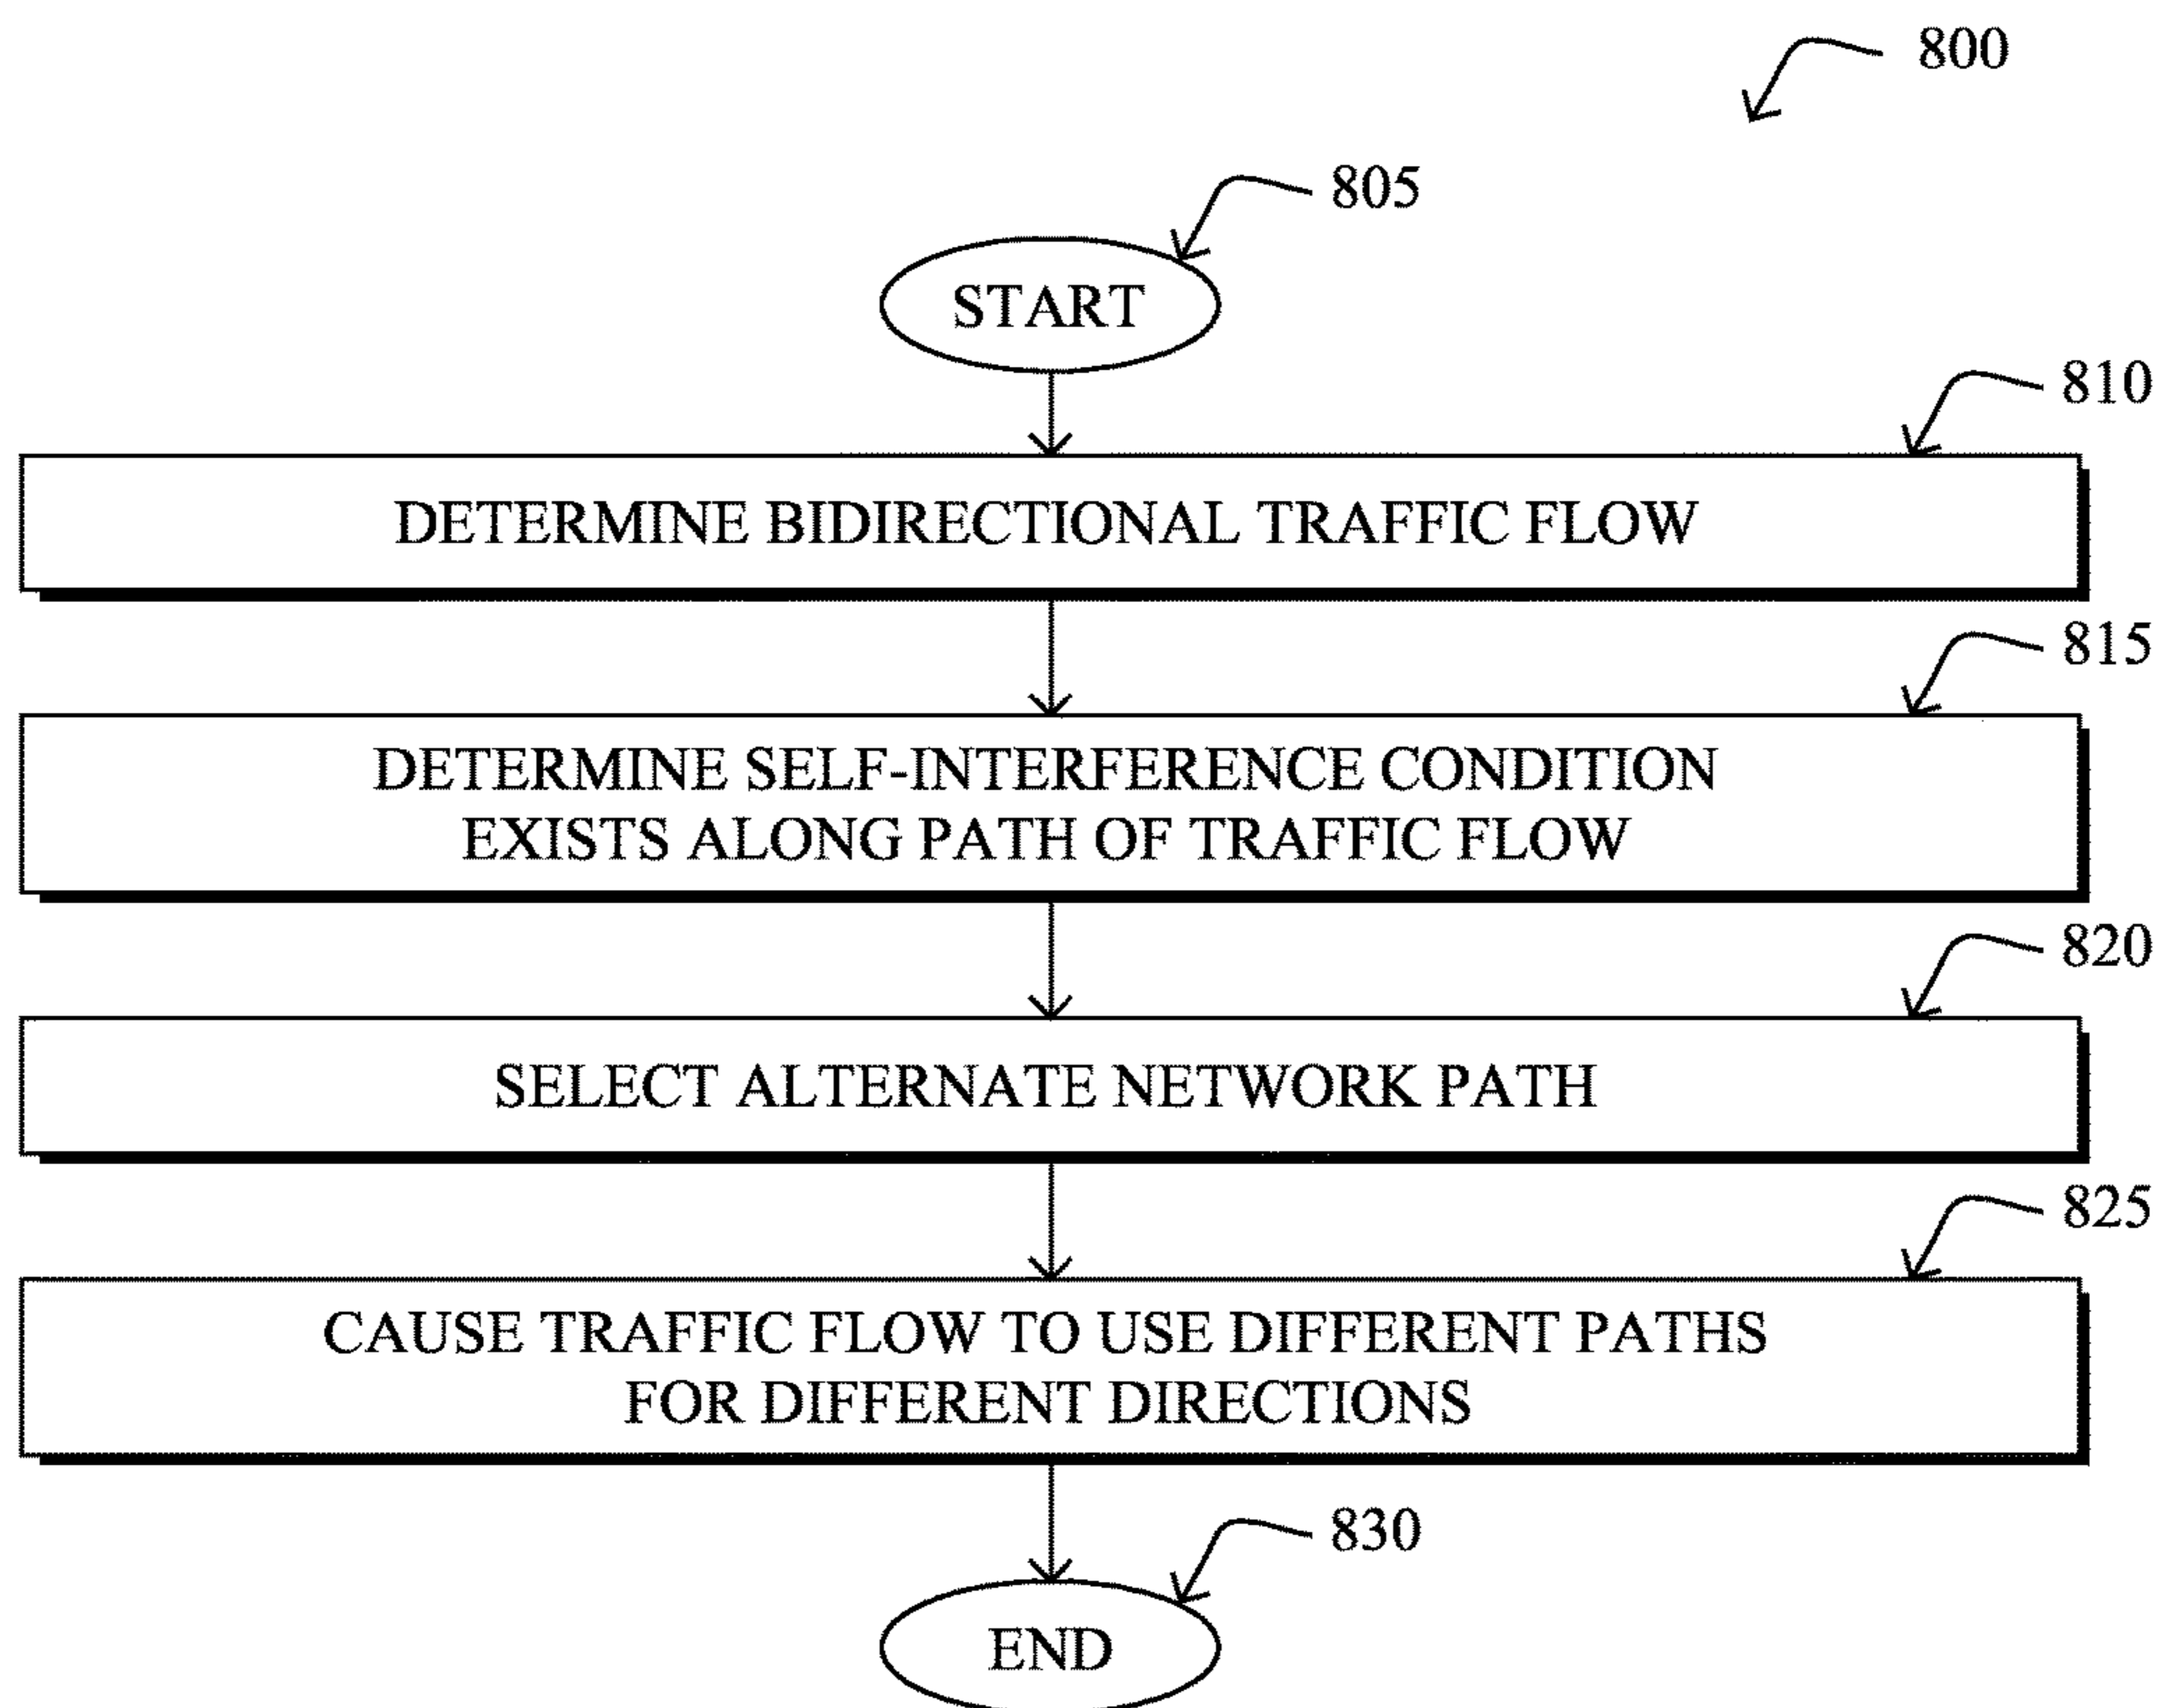 800
805
START
810
DETERMINE BIDIRECTIONAL TRAFFIC FLOW
815
DETERMINE SELF-INTERFERENCE CONDITION
EXISTS ALONG PATH OF TRAFFIC FLOW
820
SELECT ALTERNATE NETWORK PATH
825
CAUSE TRAFFIC FLOW TO USE DIFFERENT PATHS
FOR DIFFERENT DIRECTIONS
830
END